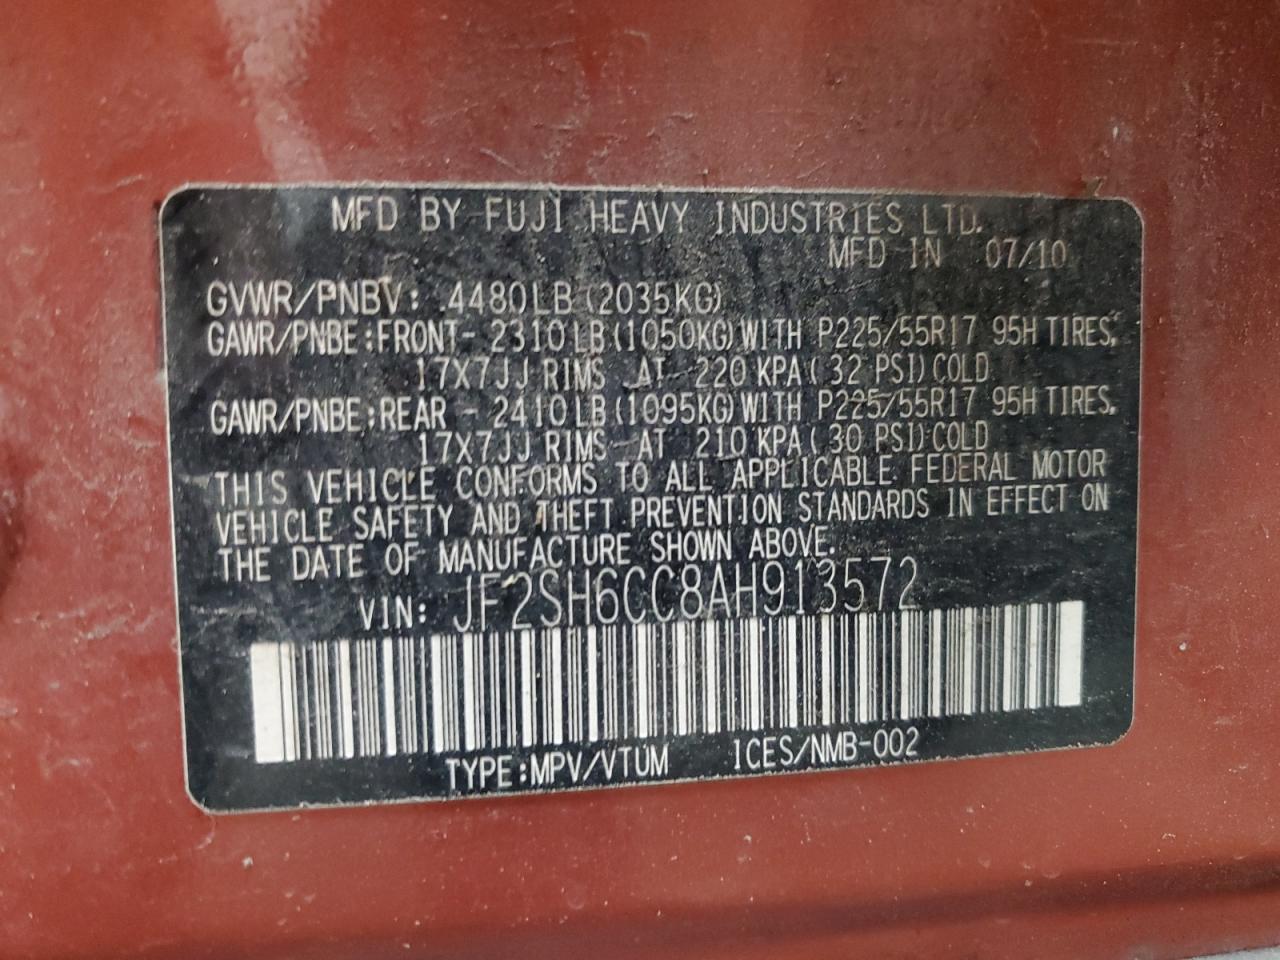 MFD BY FUJI HEAVY INDUSTRIES LTD.
MFD IN 07/10
GVWR/PNBV: 4480LB (2035KG)
GAWR/PNBE:FRONT- 2310LB(1050KG)WITH P225/55R17 95H TIRES,
17X7JJ RIMS AT 220 KPA( 32 PSI)COLD
GAWR/PNBE:REAR - 2410LB(1095KG)WITH P225/55R17 95H TIRES.
17X7JJ RIMS AT 210 KPA( 30 PSI)COLD
THIS VEHICLE CONFORMS TO ALL APPLICABLE FEDERAL MOTOR
VEHICLE SAFETY AND THEFT PREVENTION STANDARDS IN EFFECT ON
THE DATE OF MANUFACTURE SHOWN ABOVE.
VIN: JF2SH6CC8AH913572
TYPE:MPV/VTUM ICES/NMB-002